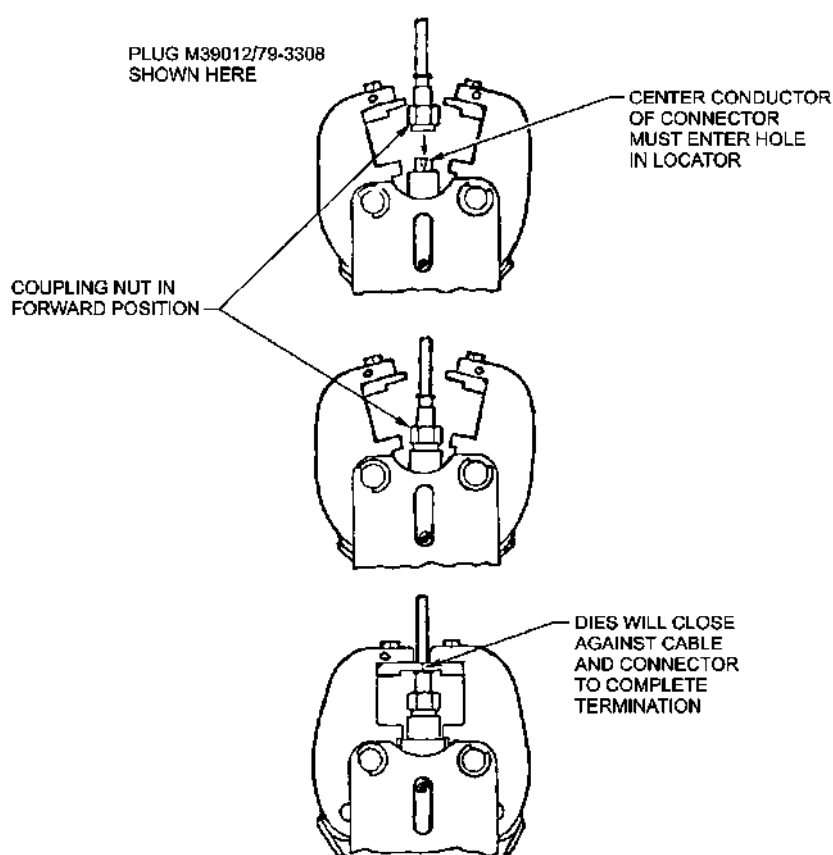 PLUG M39012/79-3308
SHOWN HERE
CENTER CONDUCTOR
OF CONNECTOR
MUST ENTER HOLE
IN LOCATOR
COUPLING NUT IN
FORWARD POSITION
DIES WILL CLOSE
AGAINST CABLE
AND CONNECTOR
TO COMPLETE
TERMINATION